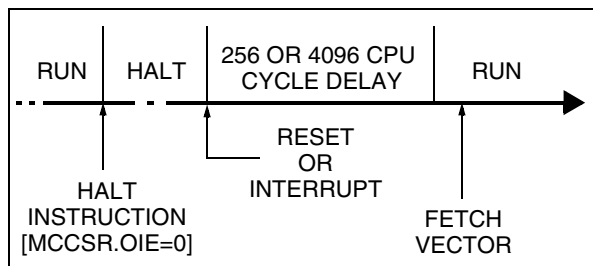 RUN
HALT
256 OR 4096 CPU
CYCLE DELAY
RUN
RESET
OR
INTERRUPT
HALT
INSTRUCTION
[MCCSR.OIE=0]
FETCH
VECTOR